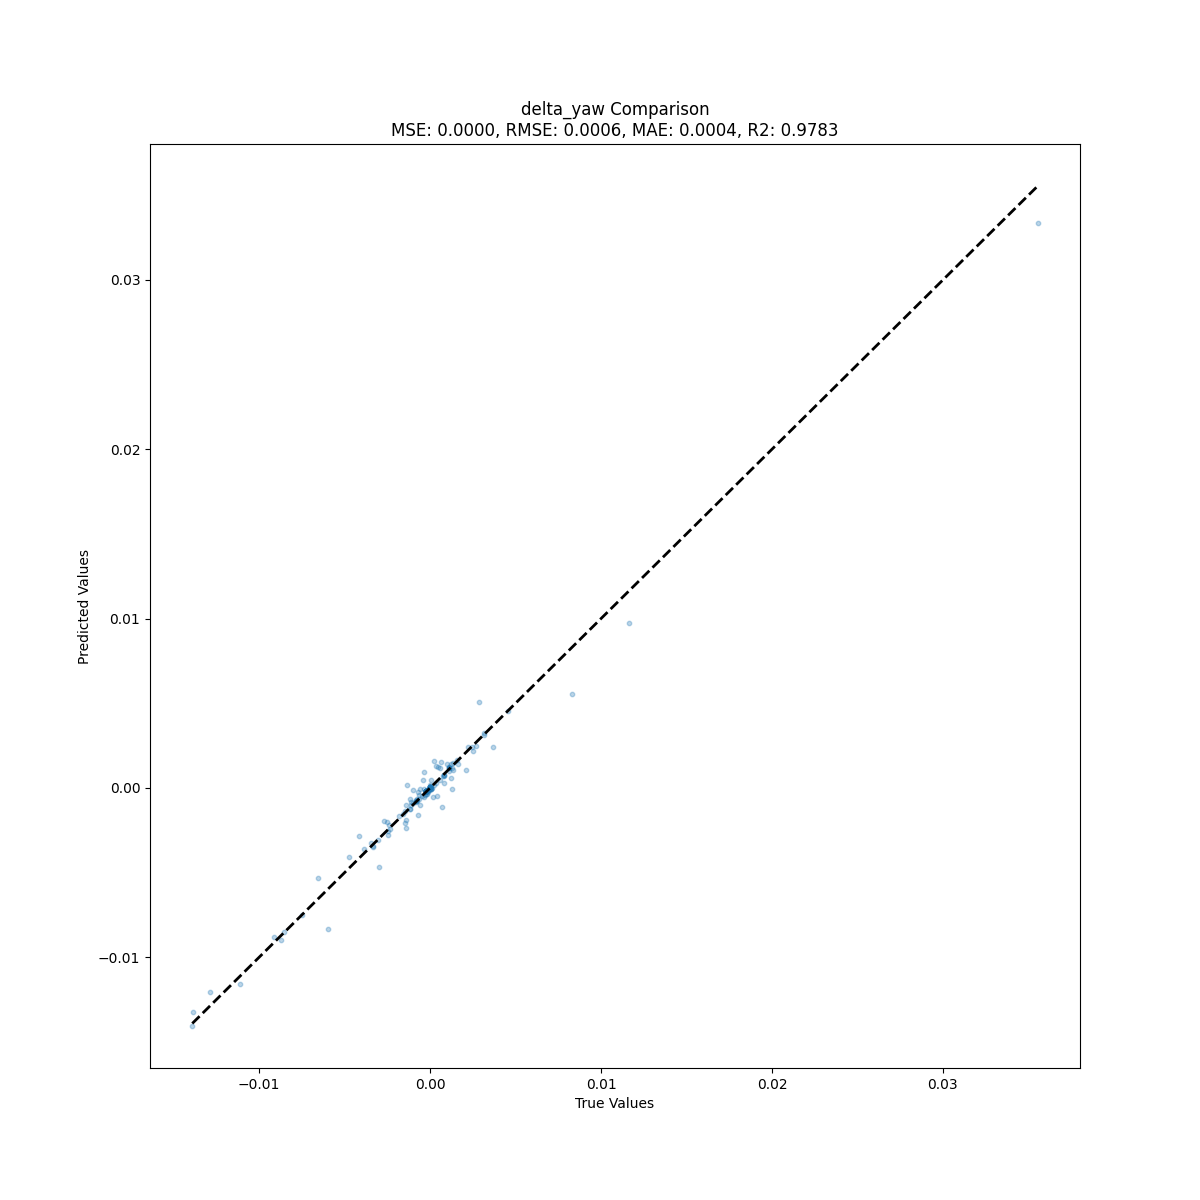 delta_yaw Comparison
MSE: 0.0000, RMSE: 0.0006, MAE: 0.0004, R2: 0.9783
0.03
0.02
0.01
0.00
−0.01
Predicted Values
−0.01 0.00 0.01 0.02 0.03
True Values